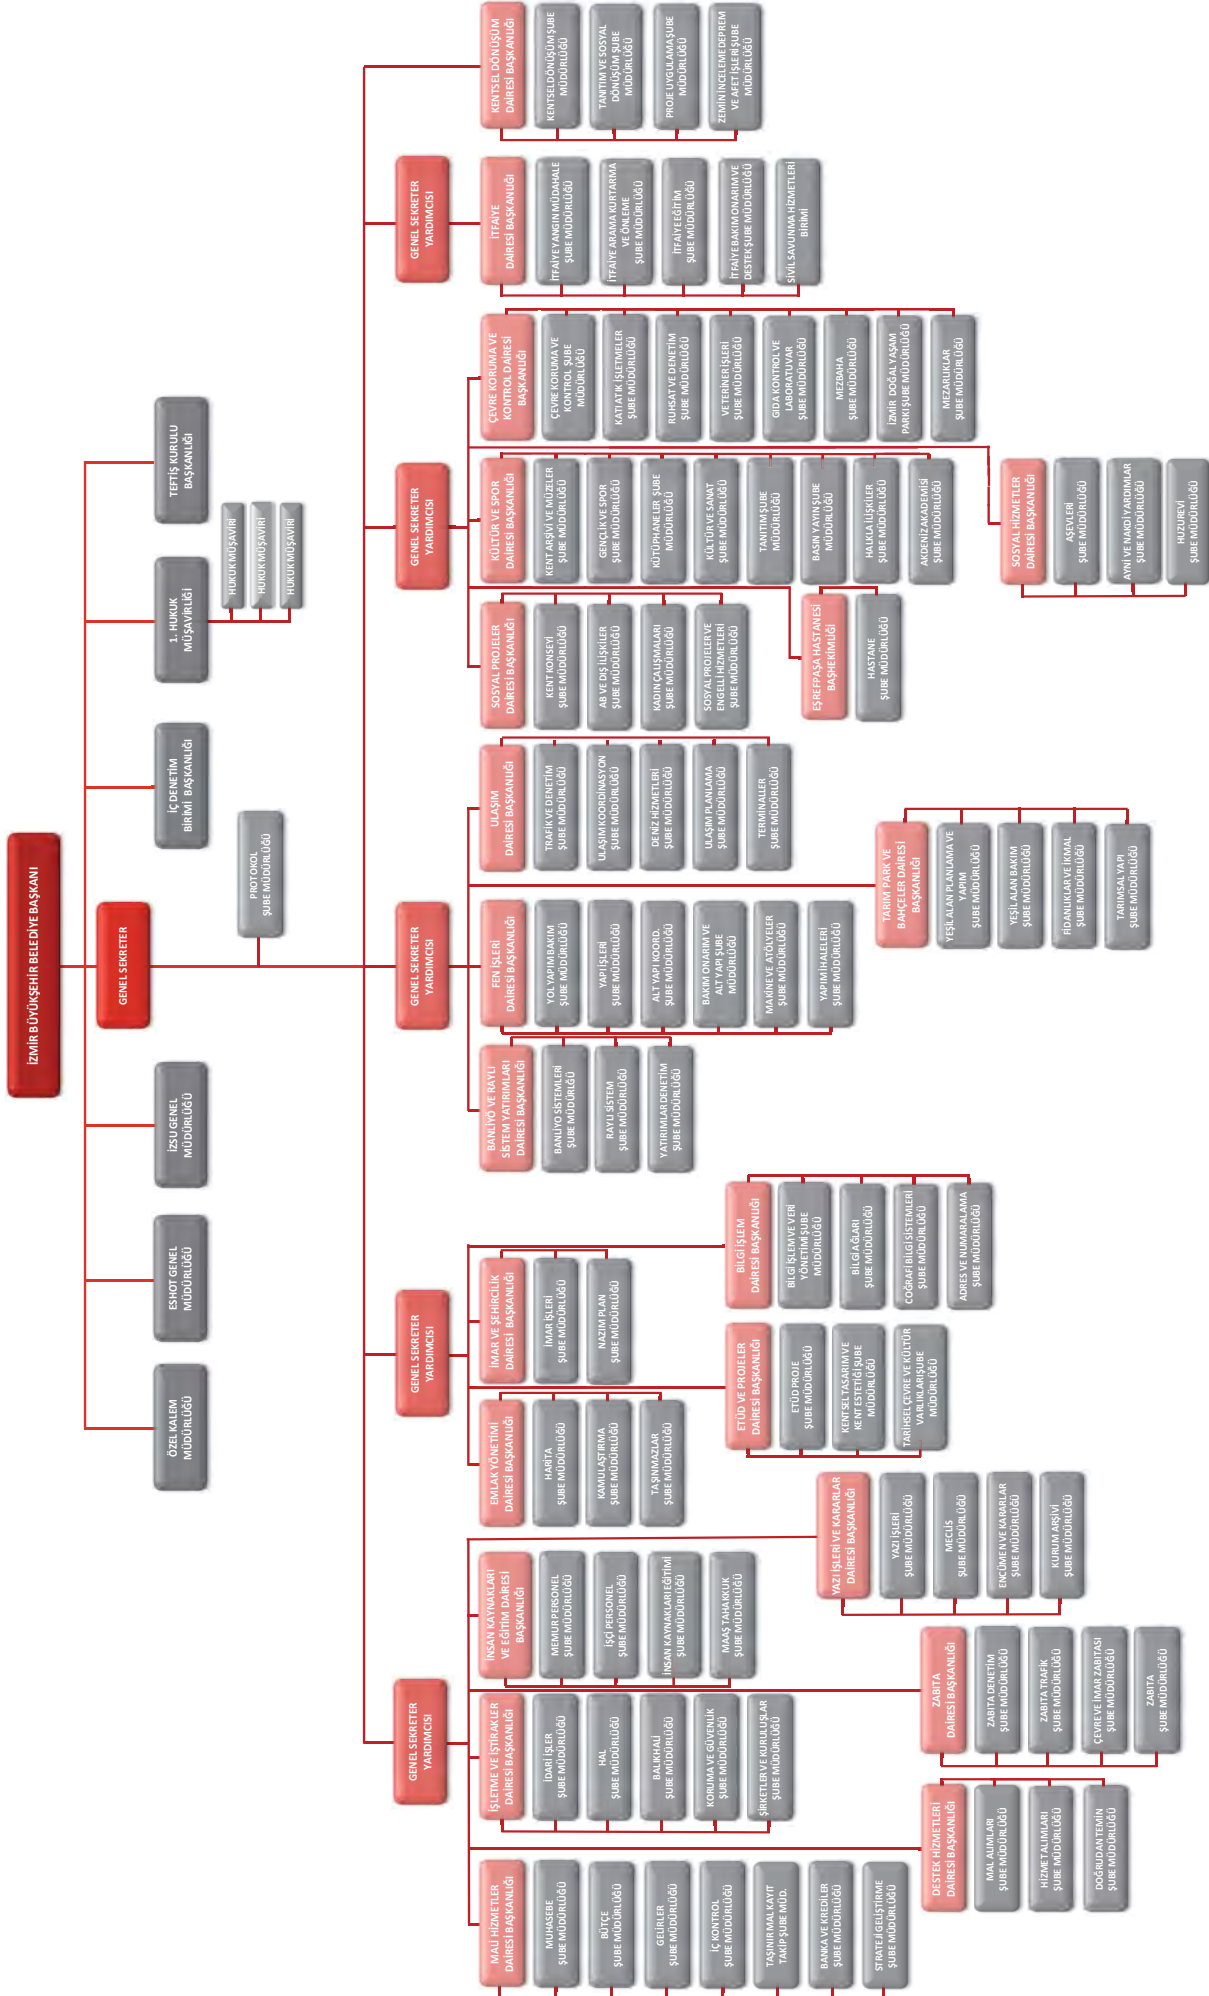 İZMİR BÜYÜKŞEHİR BELEDİYE BAŞKANI
ÖZEL KALEM
MÜDÜRLÜĞÜ
ESHOT GENEL
MÜDÜRLÜĞÜ
İZSU GENEL
MÜDÜRLÜĞÜ
GENEL SEKRETER
İÇ DENETİM
BİRİMİ BAŞKANLIĞI
1. HUKUK
MÜŞAVİRLİĞİ
HUKUK MÜŞAVİRİ
HUKUK MÜŞAVİRİ
HUKUK MÜŞAVİRİ
TEFTİŞ KURULU
BAŞKANLIĞI
PROTOKOL
ŞUBE MÜDÜRLÜĞÜ
GENEL SEKRETER
YARDIMCISI
MALİ HİZMETLER
DAİRESİ BAŞKANLIĞI
MUHASEBE
ŞUBE MÜDÜRLÜĞÜ
BÜTÇE
ŞUBE MÜDÜRLÜĞÜ
GELİRLER
ŞUBE MÜDÜRLÜĞÜ
İÇ KONTROL
ŞUBE MÜDÜRLÜĞÜ
TAŞINIR MAL KAYIT
TAKİP ŞUBE MÜD.
BANKA VE KREDİLER
ŞUBE MÜDÜRLÜĞÜ
STRATEJİ GELİŞTİRME
ŞUBE MÜDÜRLÜĞÜ
DESTEK HİZMETLERİ
DAİRESİ BAŞKANLIĞI
MAL ALIMLARI
ŞUBE MÜDÜRLÜĞÜ
HİZMET ALIMLARI
ŞUBE MÜDÜRLÜĞÜ
DOĞRUDAN TEMİN
ŞUBE MÜDÜRLÜĞÜ
İŞLETME VE İŞTİRAKLER
DAİRESİ BAŞKANLIĞI
İDARİ İŞLER
ŞUBE MÜDÜRLÜĞÜ
HAL
ŞUBE MÜDÜRLÜĞÜ
BALIKHALİ
ŞUBE MÜDÜRLÜĞÜ
KORUMA VE GÜVENLİK
ŞUBE MÜDÜRLÜĞÜ
ŞİRKETLER VE KURULUŞLAR
ŞUBE MÜDÜRLÜĞÜ
ZABITA
DAİRESİ BAŞKANLIĞI
ZABITA DENETİM
ŞUBE MÜDÜRLÜĞÜ
ZABITA TRAFİK
ŞUBE MÜDÜRLÜĞÜ
ÇEVRE VE İMAR ZABITASI
ŞUBE MÜDÜRLÜĞÜ
ZABITA
ŞUBE MÜDÜRLÜĞÜ
İNSAN KAYNAKLARI
VE EĞİTİM DAİRESİ
BAŞKANLIĞI
MEMUR PERSONEL
ŞUBE MÜDÜRLÜĞÜ
İŞÇİ PERSONEL
ŞUBE MÜDÜRLÜĞÜ
İNSAN KAYNAKLARI EĞİTİMİ
ŞUBE MÜDÜRLÜĞÜ
MAAŞ TAHAKKUK
ŞUBE MÜDÜRLÜĞÜ
YAZI İŞLERİ VE KARARLAR
DAİRESİ BAŞKANLIĞI
YAZI İŞLERİ
ŞUBE MÜDÜRLÜĞÜ
MECLİS
ŞUBE MÜDÜRLÜĞÜ
ENCÜMEN VE KARARLAR
ŞUBE MÜDÜRLÜĞÜ
KURUM ARŞİVİ
ŞUBE MÜDÜRLÜĞÜ
GENEL SEKRETER
YARDIMCISI
EMLAK YÖNETİMİ
DAİRESİ BAŞKANLIĞI
HARİTA
ŞUBE MÜDÜRLÜĞÜ
KAMULAŞTIRMA
ŞUBE MÜDÜRLÜĞÜ
TAŞINMAZLAR
ŞUBE MÜDÜRLÜĞÜ
ETÜD VE PROJELER
DAİRESİ BAŞKANLIĞI
ETÜD PROJE
ŞUBE MÜDÜRLÜĞÜ
KENTSEL TASARIM VE
KENT ESTETİĞİ ŞUBE
MÜDÜRLÜĞÜ
TARİHSEL ÇEVRE VE KÜLTÜR
VARLIKLARI ŞUBE
MÜDÜRLÜĞÜ
İMAR VE ŞEHİRCİLİK
DAİRESİ BAŞKANLIĞI
İMAR İŞLERİ
ŞUBE MÜDÜRLÜĞÜ
NAZIM PLAN
ŞUBE MÜDÜRLÜĞÜ
BİLGİ İŞLEM
DAİRESİ BAŞKANLIĞI
BİLGİ İŞLEM VE VERİ
YÖNETİMİ ŞUBE
MÜDÜRLÜĞÜ
BİLGİ AĞLARI
ŞUBE MÜDÜRLÜĞÜ
COĞRAFİ BİLGİ SİSTEMLERİ
ŞUBE MÜDÜRLÜĞÜ
ADRES VE NUMARALAMA
ŞUBE MÜDÜRLÜĞÜ
GENEL SEKRETER
YARDIMCISI
BANLİYÖ VE RAYLI
SİSTEM YATIRIMLARI
DAİRESİ BAŞKANLIĞI
BANLİYO SİSTEMLERİ
ŞUBE MÜDÜRLĞÜ
RAYLI SİSTEM
ŞUBE MÜDÜRLÜĞÜ
YATIRIMLAR DENETİM
ŞUBE MÜDÜRLÜĞÜ
FEN İŞLERİ
DAİRESİ BAŞKANLIĞI
YOL YAPIM BAKIM
ŞUBE MÜDÜRLÜĞÜ
YAPI İŞLERİ
ŞUBE MÜDÜRLÜĞÜ
ALT YAPI KOORD.
ŞUBE MÜDÜRLÜĞÜ
BAKIM ONARIM VE
ALT YAPI ŞUBE
MÜDÜRLÜĞÜ
MAKİNE VE ATÖLYELER
ŞUBE MÜDÜRLÜĞÜ
YAPIM İHALELERİ
ŞUBE MÜDÜRLÜĞÜ
ULAŞIM
DAİRESİ BAŞKANLIĞI
TRAFİK VE DENETİM
ŞUBE MÜDÜRLÜĞÜ
ULAŞIM KOORDİNASYON
ŞUBE MÜDÜRLÜĞÜ
DENİZ HİZMETLERİ
ŞUBE MÜDÜRLÜĞÜ
ULAŞIM PLANLAMA
ŞUBE MÜDÜRLÜĞÜ
TERMİNALLER
ŞUBE MÜDÜRLÜĞÜ
TARIM PARK VE
BAHÇELER DAİRESİ
BAŞKANLIĞI
YEŞİL ALAN PLANLAMA VE
YAPIM
ŞUBE MÜDÜRLÜĞÜ
YEŞİL ALAN BAKIM
ŞUBE MÜDÜRLÜĞÜ
FİDANLIKLAR VE İKMAL
ŞUBE MÜDÜRLÜĞÜ
TARIMSAL YAPI
ŞUBE MÜDÜRLÜĞÜ
GENEL SEKRETER
YARDIMCISI
SOSYAL PROJELER
DAİRESİ BAŞKANLIĞI
KENT KONSEYİ
ŞUBE MÜDÜRLÜĞÜ
AB VE DIŞ İLİŞKİLER
ŞUBE MÜDÜRLÜĞÜ
KADIN ÇALIŞMALARI
ŞUBE MÜDÜRLÜĞÜ
SOSYAL PROJELER VE
ENGELLİ HİZMETLERİ
ŞUBE MÜDÜRLÜĞÜ
EŞREFPAŞA HASTANESİ
BAŞHEKİMLİĞİ
HASTANE
ŞUBE MÜDÜRLÜĞÜ
KÜLTÜR VE SPOR
DAİRESİ BAŞKANLIĞI
KENT ARŞİVİ VE MÜZELER
ŞUBE MÜDÜRLÜĞÜ
GENÇLİK VE SPOR
ŞUBE MÜDÜRLÜĞÜ
KÜTÜPHANELER ŞUBE
MÜDÜRLÜĞÜ
KÜLTÜR VE SANAT
ŞUBE MÜDÜRLÜĞÜ
TANITIM ŞUBE
MÜDÜRLÜĞÜ
BASIN YAYIN ŞUBE
MÜDÜRLÜĞÜ
HALKLA İLİŞKİLER
ŞUBE MÜDÜRLÜĞÜ
AKDENİZ AKADEMİSİ
ŞUBE MÜDÜRLÜĞÜ
ÇEVRE KORUMA VE
KONTROL DAİRESİ
BAŞKANLIĞI
ÇEVRE KORUMA VE
KONTROL ŞUBE
MÜDÜRLÜĞÜ
KATI ATIK İŞLETMELER
ŞUBE MÜDÜRLÜĞÜ
RUHSAT VE DENETİM
ŞUBE MÜDÜRLÜĞÜ
VETERİNER İŞLERİ
ŞUBE MÜDÜRLÜĞÜ
GIDA KONTROL VE
LABORATUVAR
ŞUBE MÜDÜRLÜĞÜ
MEZBAHA
ŞUBE MÜDÜRLÜĞÜ
İZMİR DOĞAL YAŞAM
PARKI ŞUBE MÜDÜRLÜĞÜ
MEZARLIKLAR
ŞUBE MÜDÜRLÜĞÜ
SOSYAL HİZMETLER
DAİRESİ BAŞKANLIĞI
AŞEVLERİ
ŞUBE MÜDÜRLÜĞÜ
AYNİ VE NAKDİ YARDIMLAR
ŞUBE MÜDÜRLÜĞÜ
HUZUREVİ
ŞUBE MÜDÜRLÜĞÜ
GENEL SEKRETER
YARDIMCISI
İTFAİYE
DAİRESİ BAŞKANLIĞI
İTFAİYE YANGIN MÜDAHALE
ŞUBE MÜDÜRLÜĞÜ
İTFAİYE ARAMA KURTARMA
VE ÖNLEME
ŞUBE MÜDÜRLÜĞÜ
İTFAİYE EĞİTİM
ŞUBE MÜDÜRLÜĞÜ
İTFAİYE BAKIM ONARIM VE
DESTEK ŞUBE MÜDÜRLÜĞÜ
SİVİL SAVUNMA HİZMETLERİ
BİRİMİ
KENTSEL DÖNÜŞÜM
DAİRESİ BAŞKANLIĞI
KENTSEL DÖNÜŞÜM ŞUBE
MÜDÜRLÜĞÜ
TANITIM VE SOSYAL
DÖNÜŞÜM ŞUBE
MÜDÜRLÜĞÜ
PROJE UYGULAMA ŞUBE
MÜDÜRLÜĞÜ
ZEMİN İNCELEME DEPREM
VE AFET İŞLERİ ŞUBE
MÜDÜRLÜĞÜ